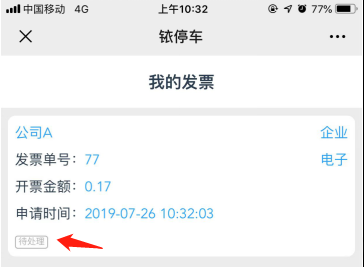 中国移动 4G 上午10:32 77%
铱停车
我的发票
公司A 企业
发票单号：77 电子
开票金额：0.17
申请时间：2019-07-26 10:32:03
待处理